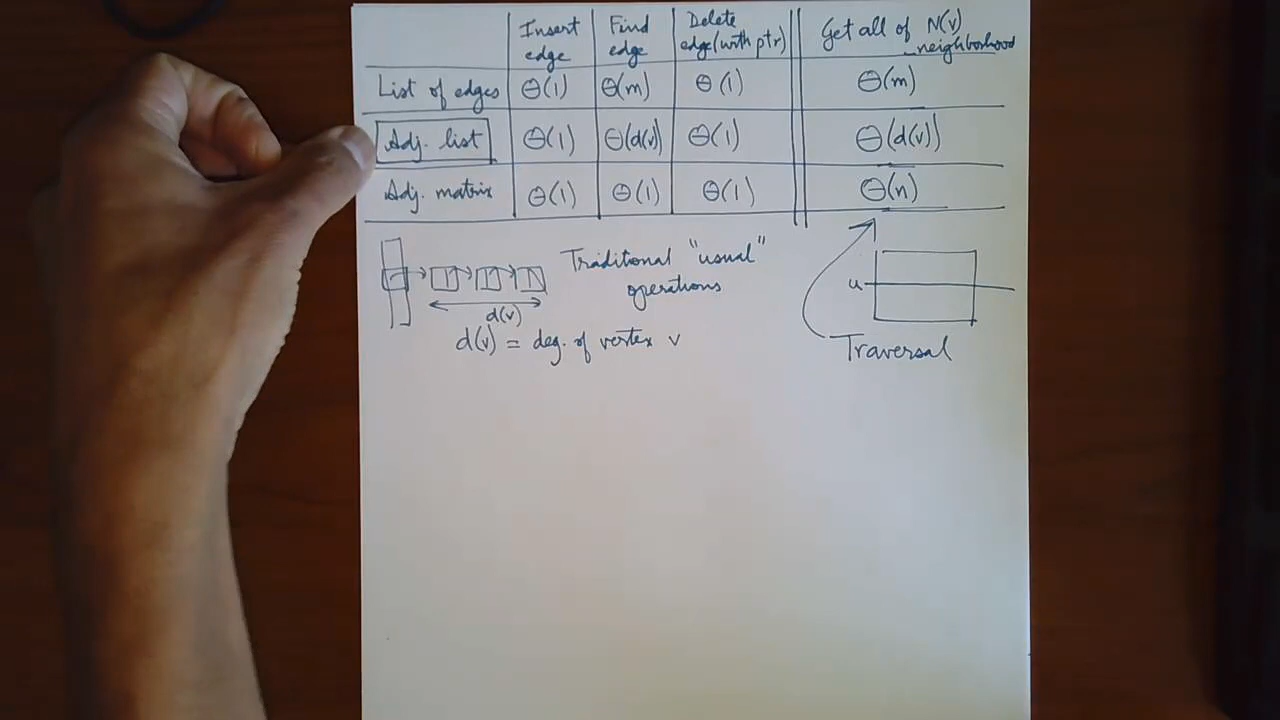 Insert edge | Find edge | Delete edge (with ptr) | Get all of N(v) neighborhood
List of edges | Θ(1) | Θ(m) | Θ(1) | Θ(m)
Adj. list | Θ(1) | Θ(d(v)) | Θ(1) | Θ(d(v))
Adj. matrix | Θ(1) | Θ(1) | Θ(1) | Θ(n)
Traditional "usual"
operations
d(v)
d(v) = deg. of vertex v
u
Traversal